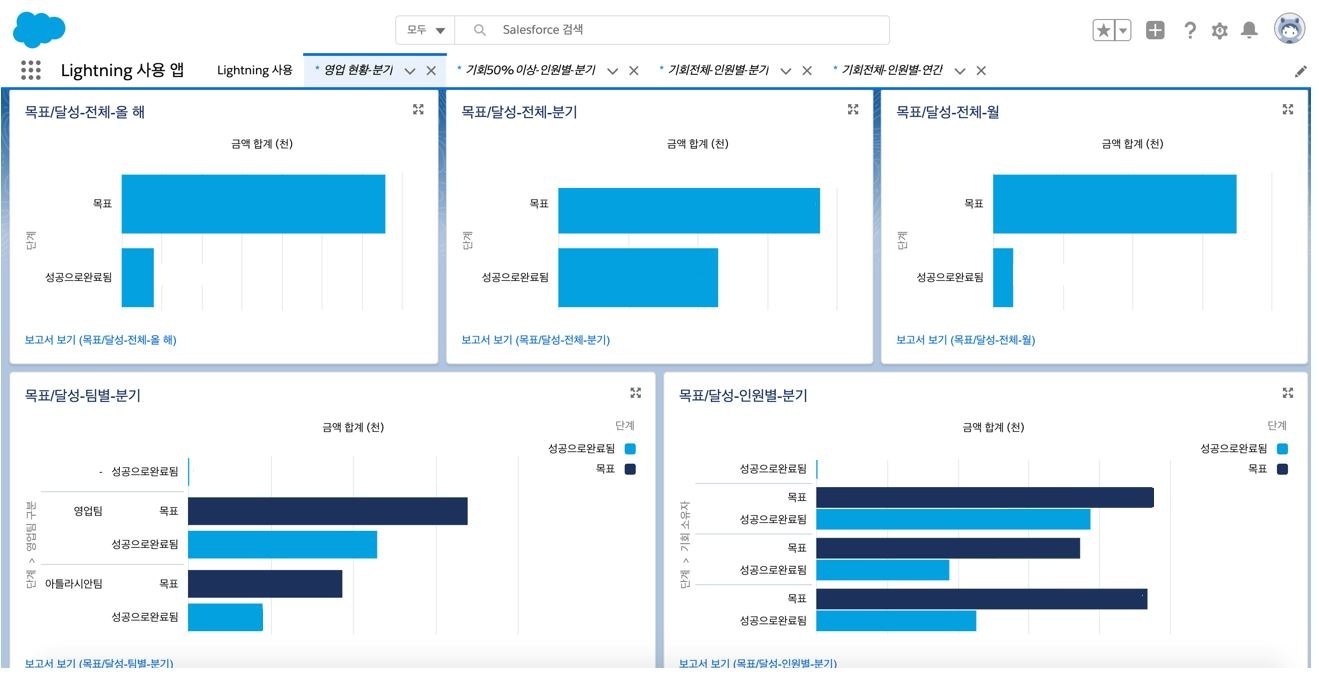 모두 Salesforce 검색
Lightning 사용 앱 Lightning 사용 * 영업 현황-분기 * 기회50% 이상-인원별-분기 * 기회전체-인원별-분기 * 기회전체-인원별-연간
목표/달성-전체-올 해
금액 합계 (천)
단계
목표
성공으로완료됨
보고서 보기 (목표/달성-전체-올 해)
목표/달성-전체-분기
금액 합계 (천)
단계
목표
성공으로완료됨
보고서 보기 (목표/달성-전체-분기)
목표/달성-전체-월
금액 합계 (천)
단계
목표
성공으로완료됨
보고서 보기 (목표/달성-전체-월)
목표/달성-팀별-분기
금액 합계 (천)
단계
성공으로완료됨
목표
단계 > 영업팀 구분
- 성공으로완료됨
영업팀 목표
성공으로완료됨
아틀라시안팀 목표
성공으로완료됨
보고서 보기 (목표/달성-팀별-분기)
목표/달성-인원별-분기
금액 합계 (천)
단계
성공으로완료됨
목표
단계 > 기회 소유자
성공으로완료됨
목표
성공으로완료됨
목표
성공으로완료됨
목표
성공으로완료됨
보고서 보기 (목표/달성-인원별-분기)